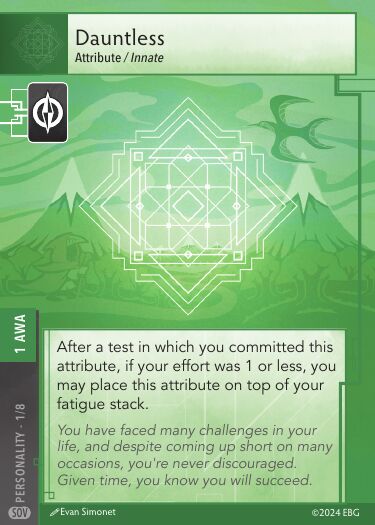 Dauntless
Attribute / Innate
After a test in which you committed this
attribute, if your effort was 1 or less, you
may place this attribute on top of your
fatigue stack.
You have faced many challenges in your
life, and despite coming up short on many
occasions, you're never discouraged.
Given time, you know you will succeed.
1 AWA
PERSONALITY - 1/8
SOV
Evan Simonet
©2024 EBG